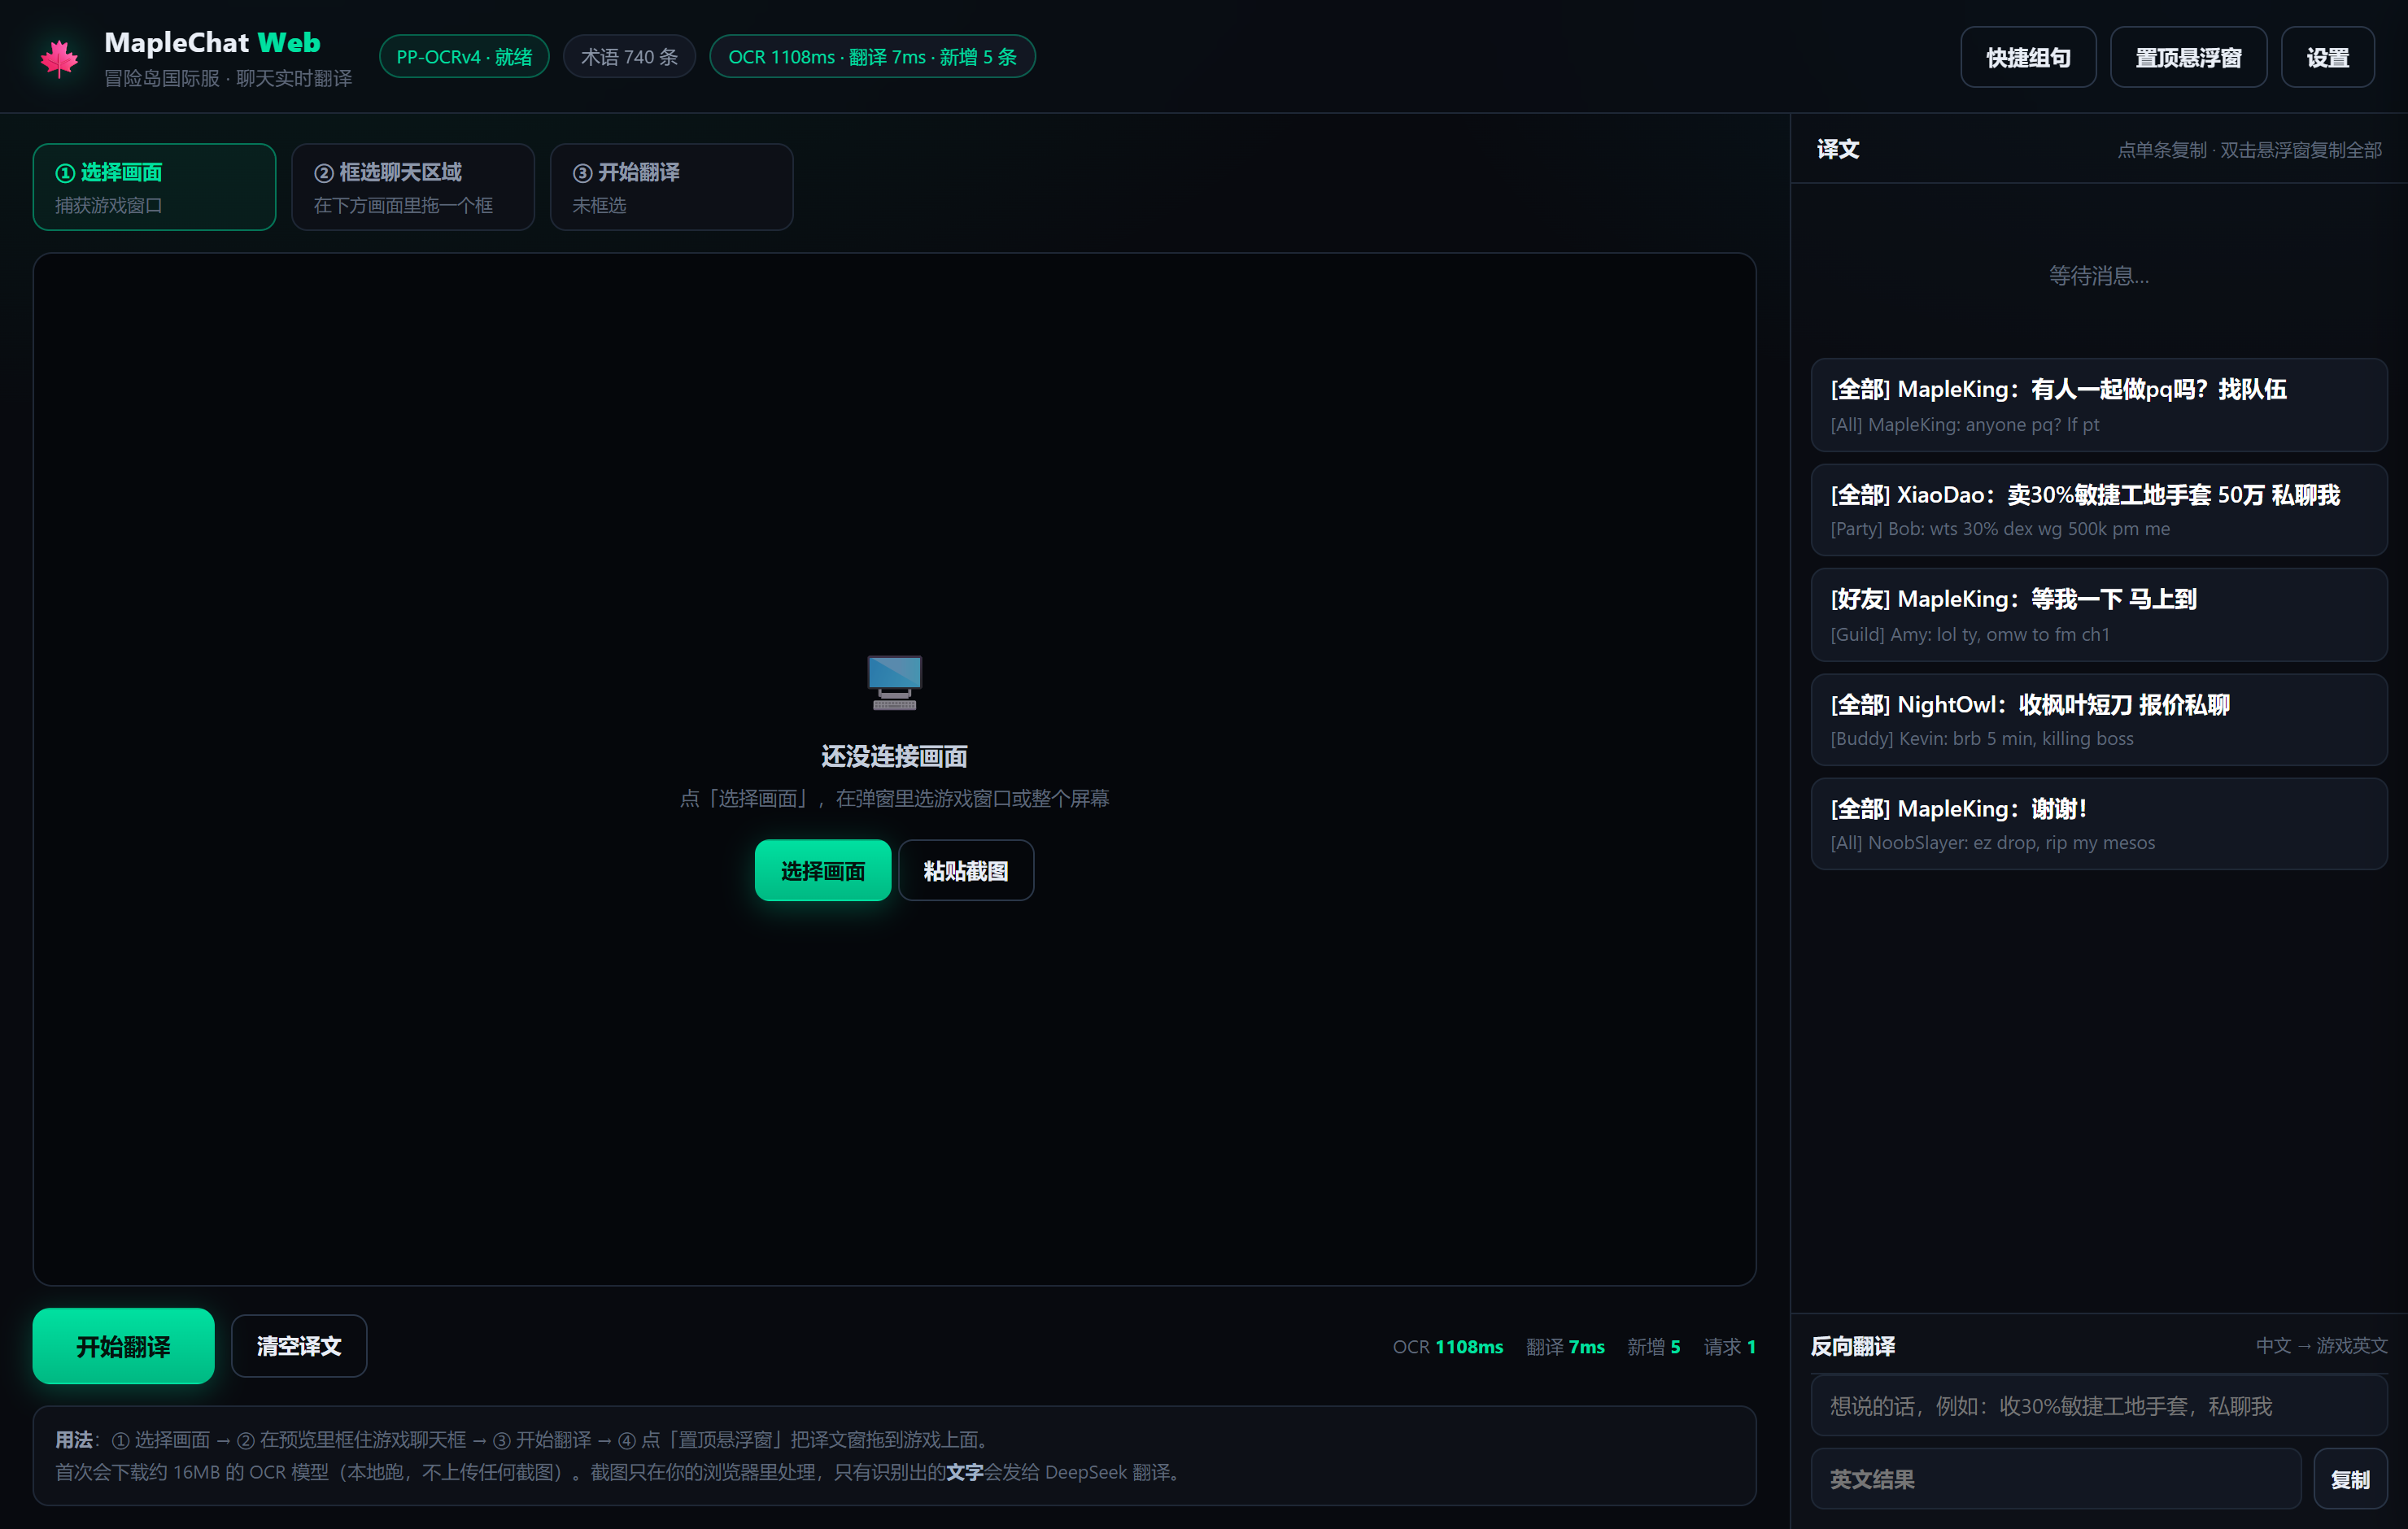 MapleChat Web
冒险岛国际服 · 聊天实时翻译
PP-OCRv4 · 就绪
术语 740 条
OCR 1108ms · 翻译 7ms · 新增 5 条
快捷组句
置顶悬浮窗
设置
① 选择画面
捕获游戏窗口
② 框选聊天区域
在下方画面里拖一个框
③ 开始翻译
未框选
还没连接画面
点「选择画面」，在弹窗里选游戏窗口或整个屏幕
选择画面
粘贴截图
开始翻译
清空译文
OCR 1108ms 翻译 7ms 新增 5 请求 1
用法：① 选择画面 → ② 在预览里框住游戏聊天框 → ③ 开始翻译 → ④ 点「置顶悬浮窗」把译文窗拖到游戏上面。
首次会下载约 16MB 的 OCR 模型（本地跑，不上传任何截图）。截图只在你的浏览器里处理，只有识别出的文字会发给 DeepSeek 翻译。
译文
点单条复制 · 双击悬浮窗复制全部
等待消息...
[全部] MapleKing：有人一起做pq吗？找队伍
[All] MapleKing: anyone pq? lf pt
[全部] XiaoDao：卖30%敏捷工地手套 50万 私聊我
[Party] Bob: wts 30% dex wg 500k pm me
[好友] MapleKing：等我一下 马上到
[Guild] Amy: lol ty, omw to fm ch1
[全部] NightOwl：收枫叶短刀 报价私聊
[Buddy] Kevin: brb 5 min, killing boss
[全部] MapleKing：谢谢！
[All] NoobSlayer: ez drop, rip my mesos
反向翻译
中文 → 游戏英文
想说的话，例如：收30%敏捷工地手套，私聊我
英文结果
复制